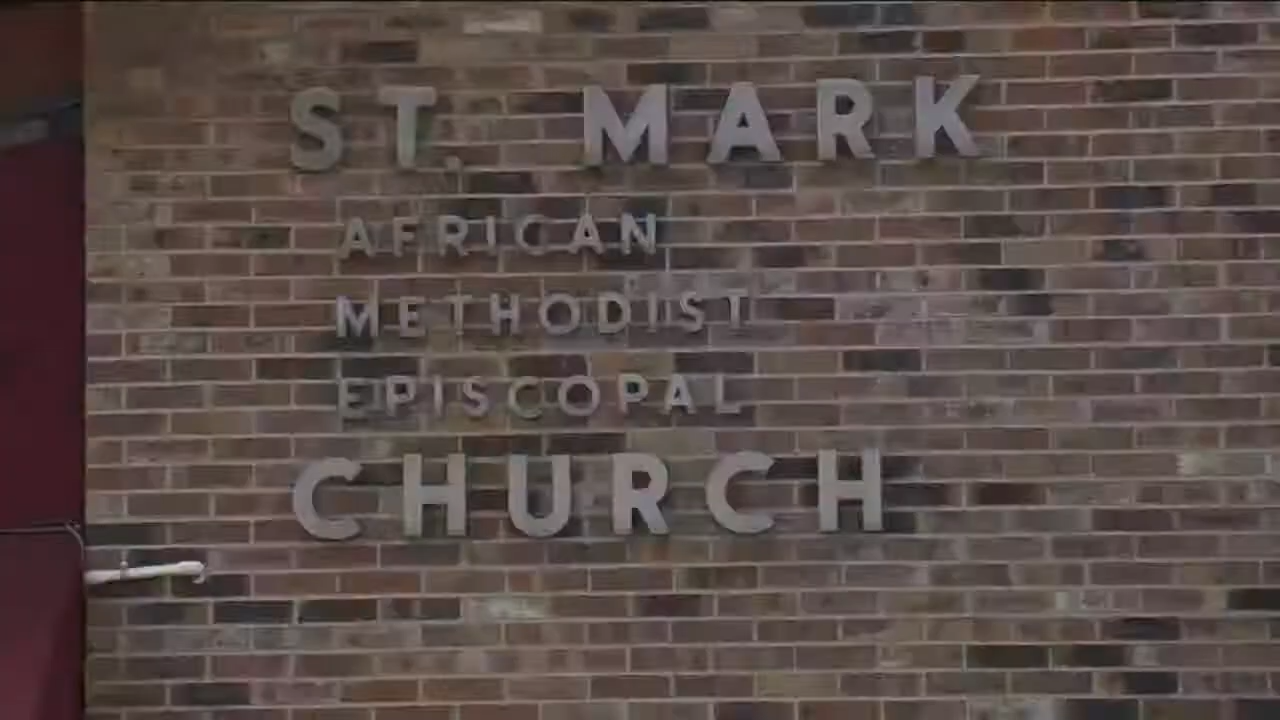 ST. MARK
AFRICAN
METHODIST
EPISCOPAL
CHURCH